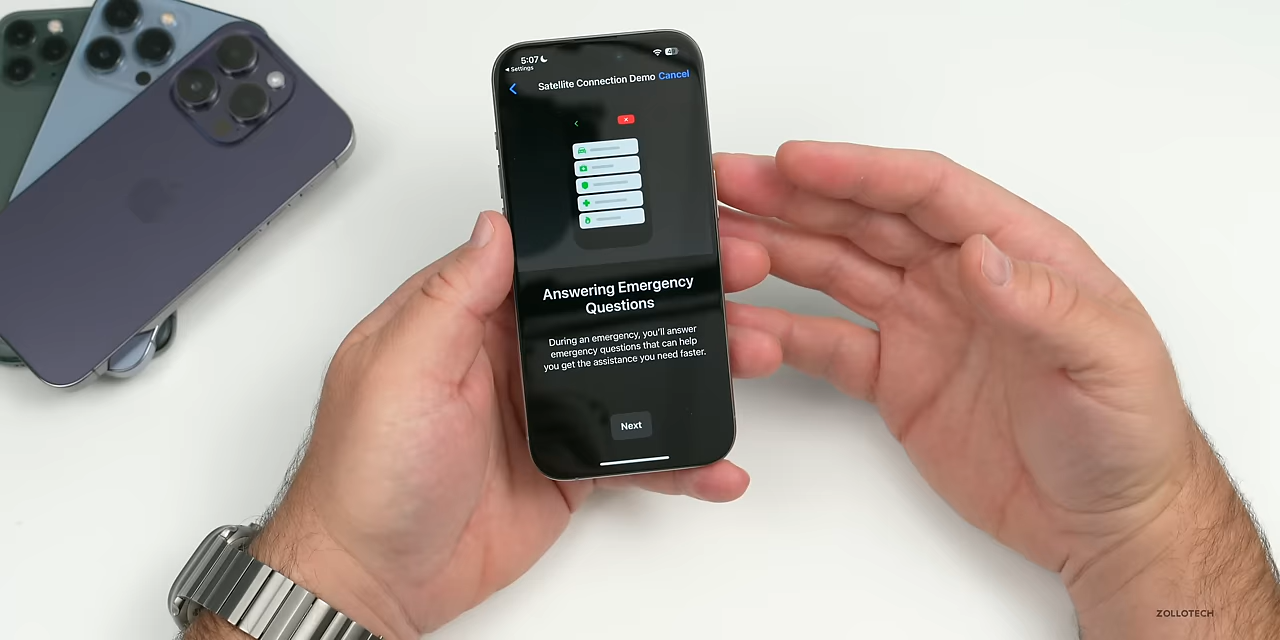 5:07
Settings
Satellite Connection Demo Cancel
Answering Emergency
Questions
During an emergency, you'll answer
emergency questions that can help
you get the assistance you need faster.
Next
ZOLLOTECH